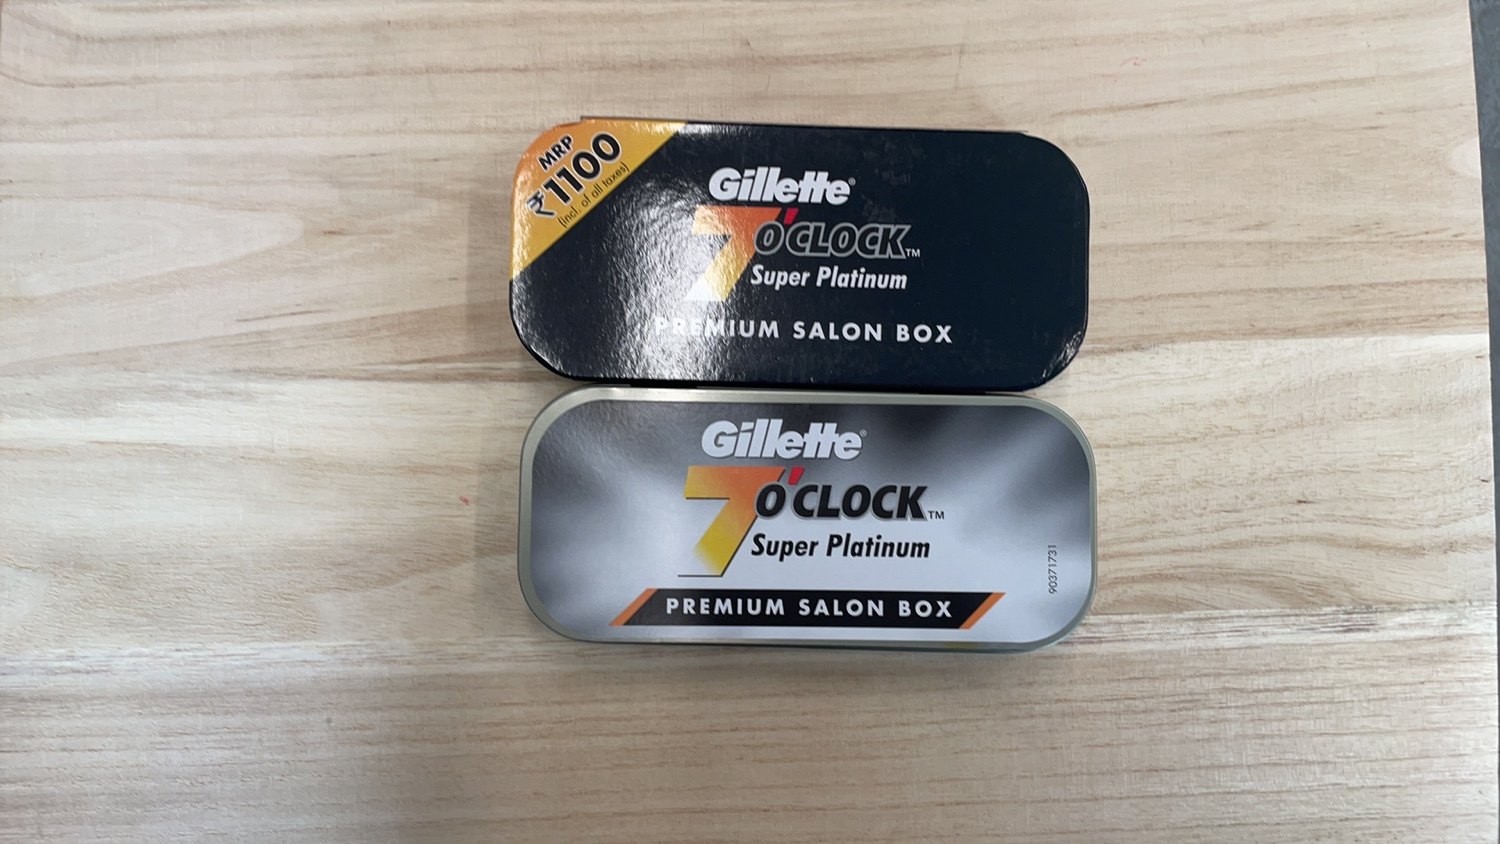 MRP
₹1100
(incl. of all taxes)
Gillette®
7 O'CLOCK™
Super Platinum
PREMIUM SALON BOX
Gillette®
7 O'CLOCK™
Super Platinum
PREMIUM SALON BOX
90371731